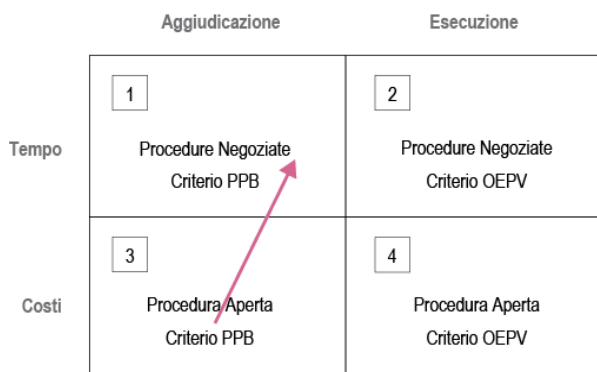 Aggiudicazione
Esecuzione
Tempo
1
Procedure Negoziate
Criterio PPB
2
Procedure Negoziate
Criterio OEPV
Costi
3
Procedura Aperta
Criterio PPB
4
Procedura Aperta
Criterio OEPV